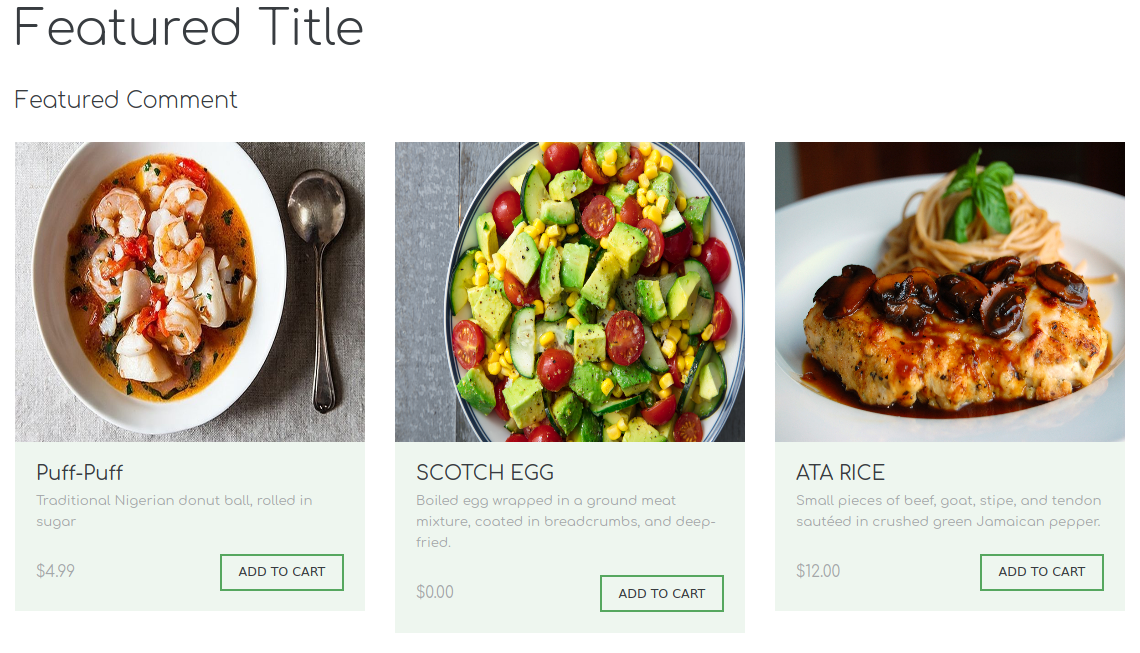 Featured Title
Featured Comment
Puff-Puff
Traditional Nigerian donut ball, rolled in
sugar
$4.99
ADD TO CART
SCOTCH EGG
Boiled egg wrapped in a ground meat
mixture, coated in breadcrumbs, and deep-
fried.
$0.00
ADD TO CART
ATA RICE
Small pieces of beef, goat, stipe, and tendon
sautéed in crushed green Jamaican pepper.
$12.00
ADD TO CART